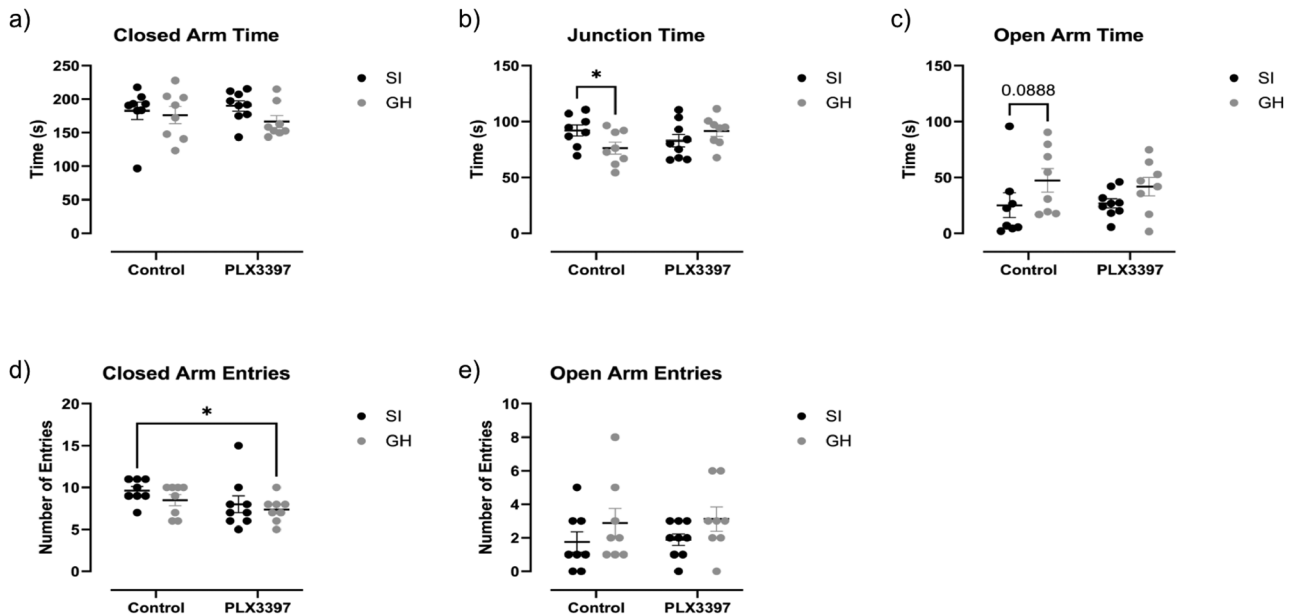 a)
Closed Arm Time
Time (s)
250
200
150
100
50
0
Control
PLX3397
SI
GH
b)
Junction Time
Time (s)
150
100
50
0
*
Control
PLX3397
SI
GH
c)
Open Arm Time
Time (s)
150
100
50
0
0.0888
Control
PLX3397
SI
GH
d)
Closed Arm Entries
Number of Entries
20
15
10
5
0
*
Control
PLX3397
SI
GH
e)
Open Arm Entries
Number of Entries
10
8
6
4
2
0
Control
PLX3397
SI
GH